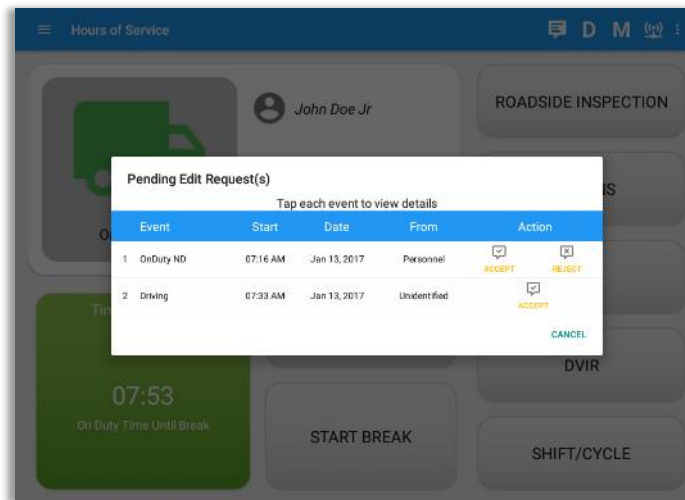 Hours of Service
D M
John Doe Jr
ROADSIDE INSPECTION
Pending Edit Request(s)
Tap each event to view details
Event Start Date From Action
1 OnDuty ND 07:16 AM Jan 13, 2017 Personnel ACCEPT REJECT
2 Driving 07:33 AM Jan 13, 2017 Unidentified ACCEPT
CANCEL
07:53
On Duty Time Until Break
START BREAK
DVIR
SHIFT/CYCLE